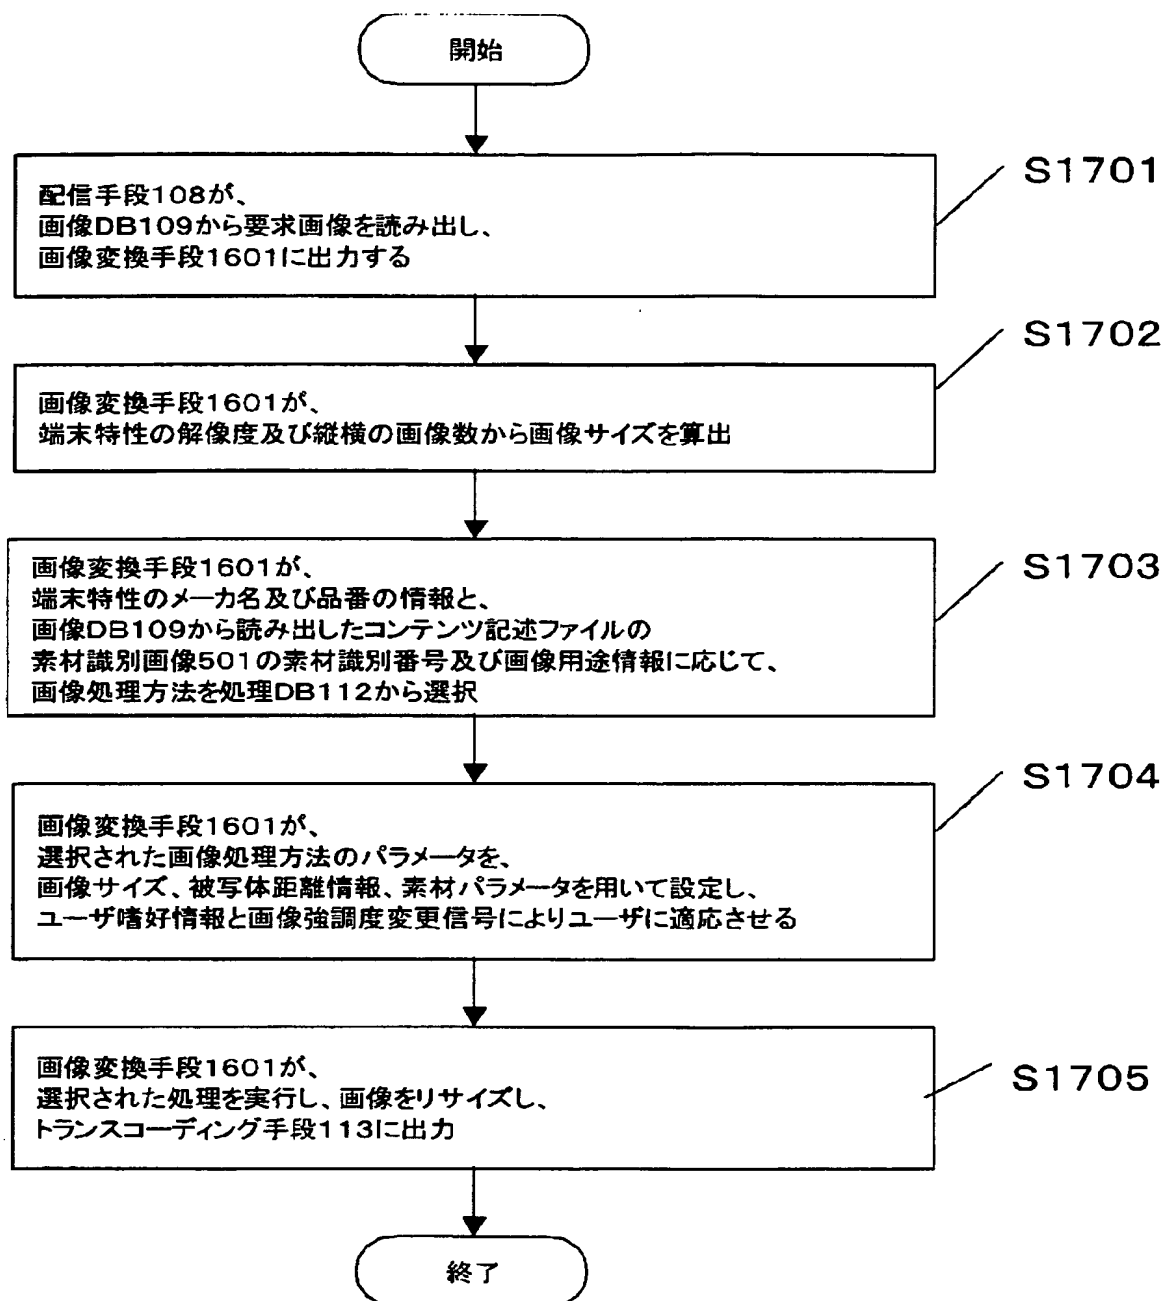 開始
S1701
配信手段108が、
画像DB109から要求画像を読み出し、
画像変換手段1601に出力する
S1702
画像変換手段1601が、
端末特性の解像度及び縦横の画像数から画像サイズを算出
S1703
画像変換手段1601が、
端末特性のメーカ名及び品番の情報と、
画像DB109から読み出したコンテンツ記述ファイルの
素材識別画像501の素材識別番号及び画像用途情報に応じて、
画像処理方法を処理DB112から選択
S1704
画像変換手段1601が、
選択された画像処理方法のパラメータを、
画像サイズ、被写体距離情報、素材パラメータを用いて設定し、
ユーザ嗜好情報と画像強調度変更信号によりユーザに適応させる
S1705
画像変換手段1601が、
選択された処理を実行し、画像をリサイズし、
トランスコーディング手段113に出力
終了